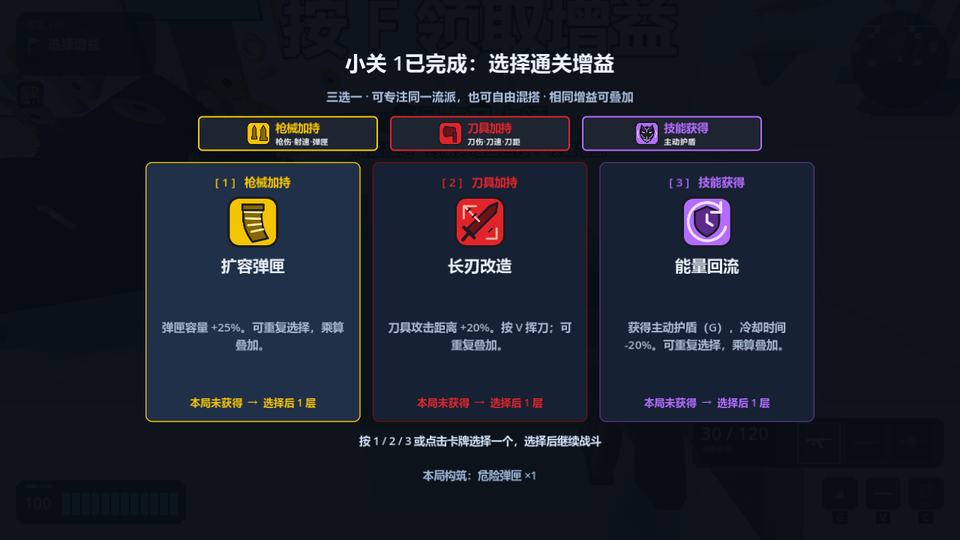 按 F 领取增益
选择增益
小关 1已完成：选择通关增益
三选一 · 可专注同一流派，也可自由混搭 · 相同增益可叠加
枪械加持
枪伤·射速·弹匣
刀具加持
刀伤·刀速·刀距
技能获得
主动护盾
[ 1 ] 枪械加持
扩容弹匣
弹匣容量 +25%。可重复选择，乘算
叠加。
本局未获得 → 选择后 1 层
[ 2 ] 刀具加持
长刃改造
刀具攻击距离 +20%。按 V 挥刀；可
重复叠加。
本局未获得 → 选择后 1 层
[ 3 ] 技能获得
能量回流
获得主动护盾（G），冷却时间
-20%。可重复选择，乘算叠加。
本局未获得 → 选择后 1 层
按 1 / 2 / 3 或点击卡牌选择一个，选择后继续战斗
本局构筑：危险弹匣 ×1
30 / 120
100